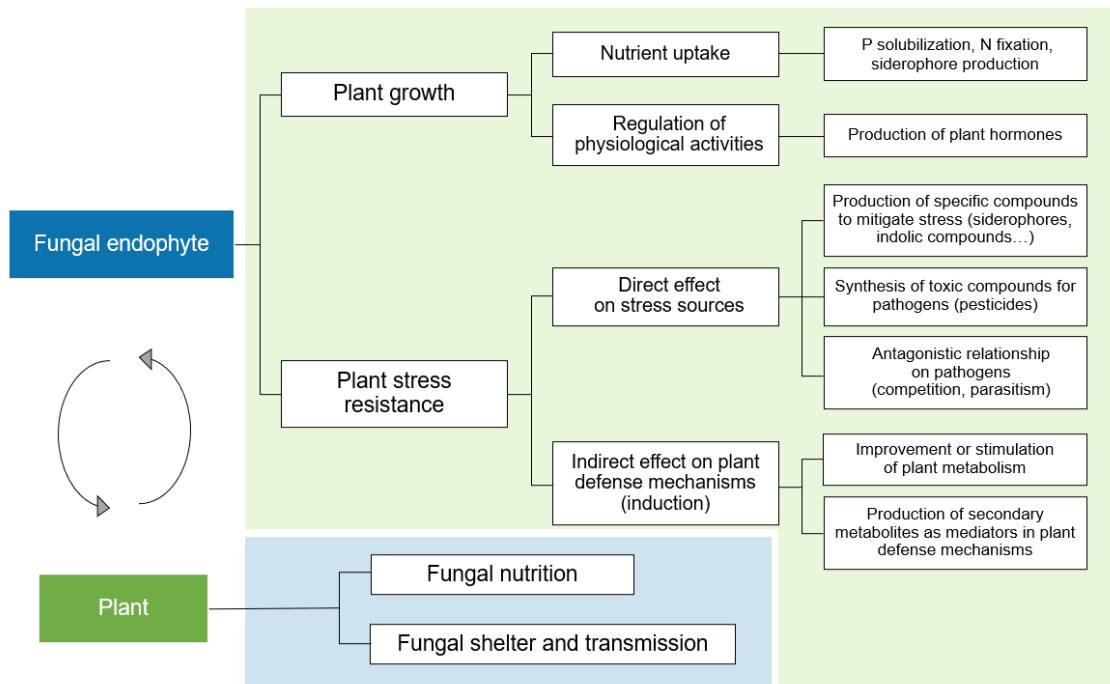 Fungal endophyte
Plant growth
Nutrient uptake
P solubilization, N fixation,
siderophore production
Regulation of
physiological activities
Production of plant hormones
Plant stress
resistance
Direct effect
on stress sources
Production of specific compounds
to mitigate stress (siderophores,
indolic compounds…)
Synthesis of toxic compounds for
pathogens (pesticides)
Antagonistic relationship
on pathogens
(competition, parasitism)
Indirect effect on plant
defense mechanisms
(induction)
Improvement or stimulation
of plant metabolism
Production of secondary
metabolites as mediators in plant
defense mechanisms
Plant
Fungal nutrition
Fungal shelter and transmission